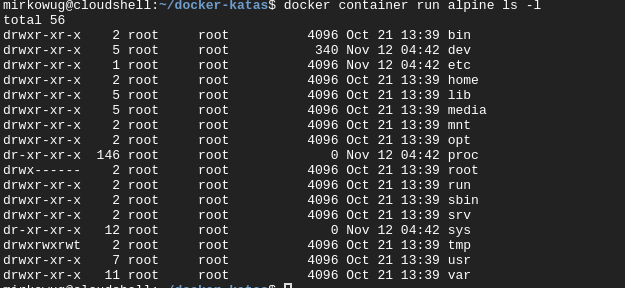 mirkowug@cloudshell:~/docker-katas$ docker container run alpine ls -l
total 56
drwxr-xr-x    2 root     root          4096 Oct 21 13:39 bin
drwxr-xr-x    5 root     root           340 Nov 12 04:42 dev
drwxr-xr-x    1 root     root          4096 Nov 12 04:42 etc
drwxr-xr-x    2 root     root          4096 Oct 21 13:39 home
drwxr-xr-x    5 root     root          4096 Oct 21 13:39 lib
drwxr-xr-x    5 root     root          4096 Oct 21 13:39 media
drwxr-xr-x    2 root     root          4096 Oct 21 13:39 mnt
drwxr-xr-x    2 root     root          4096 Oct 21 13:39 opt
dr-xr-xr-x  146 root     root             0 Nov 12 04:42 proc
drwx------    2 root     root          4096 Oct 21 13:39 root
drwxr-xr-x    2 root     root          4096 Oct 21 13:39 run
drwxr-xr-x    2 root     root          4096 Oct 21 13:39 sbin
drwxr-xr-x    2 root     root          4096 Oct 21 13:39 srv
dr-xr-xr-x   12 root     root             0 Nov 12 04:42 sys
drwxrwxrwt    2 root     root          4096 Oct 21 13:39 tmp
drwxr-xr-x    7 root     root          4096 Oct 21 13:39 usr
drwxr-xr-x   11 root     root          4096 Oct 21 13:39 var
mirkowug@cloudshell:~/docker-katas$